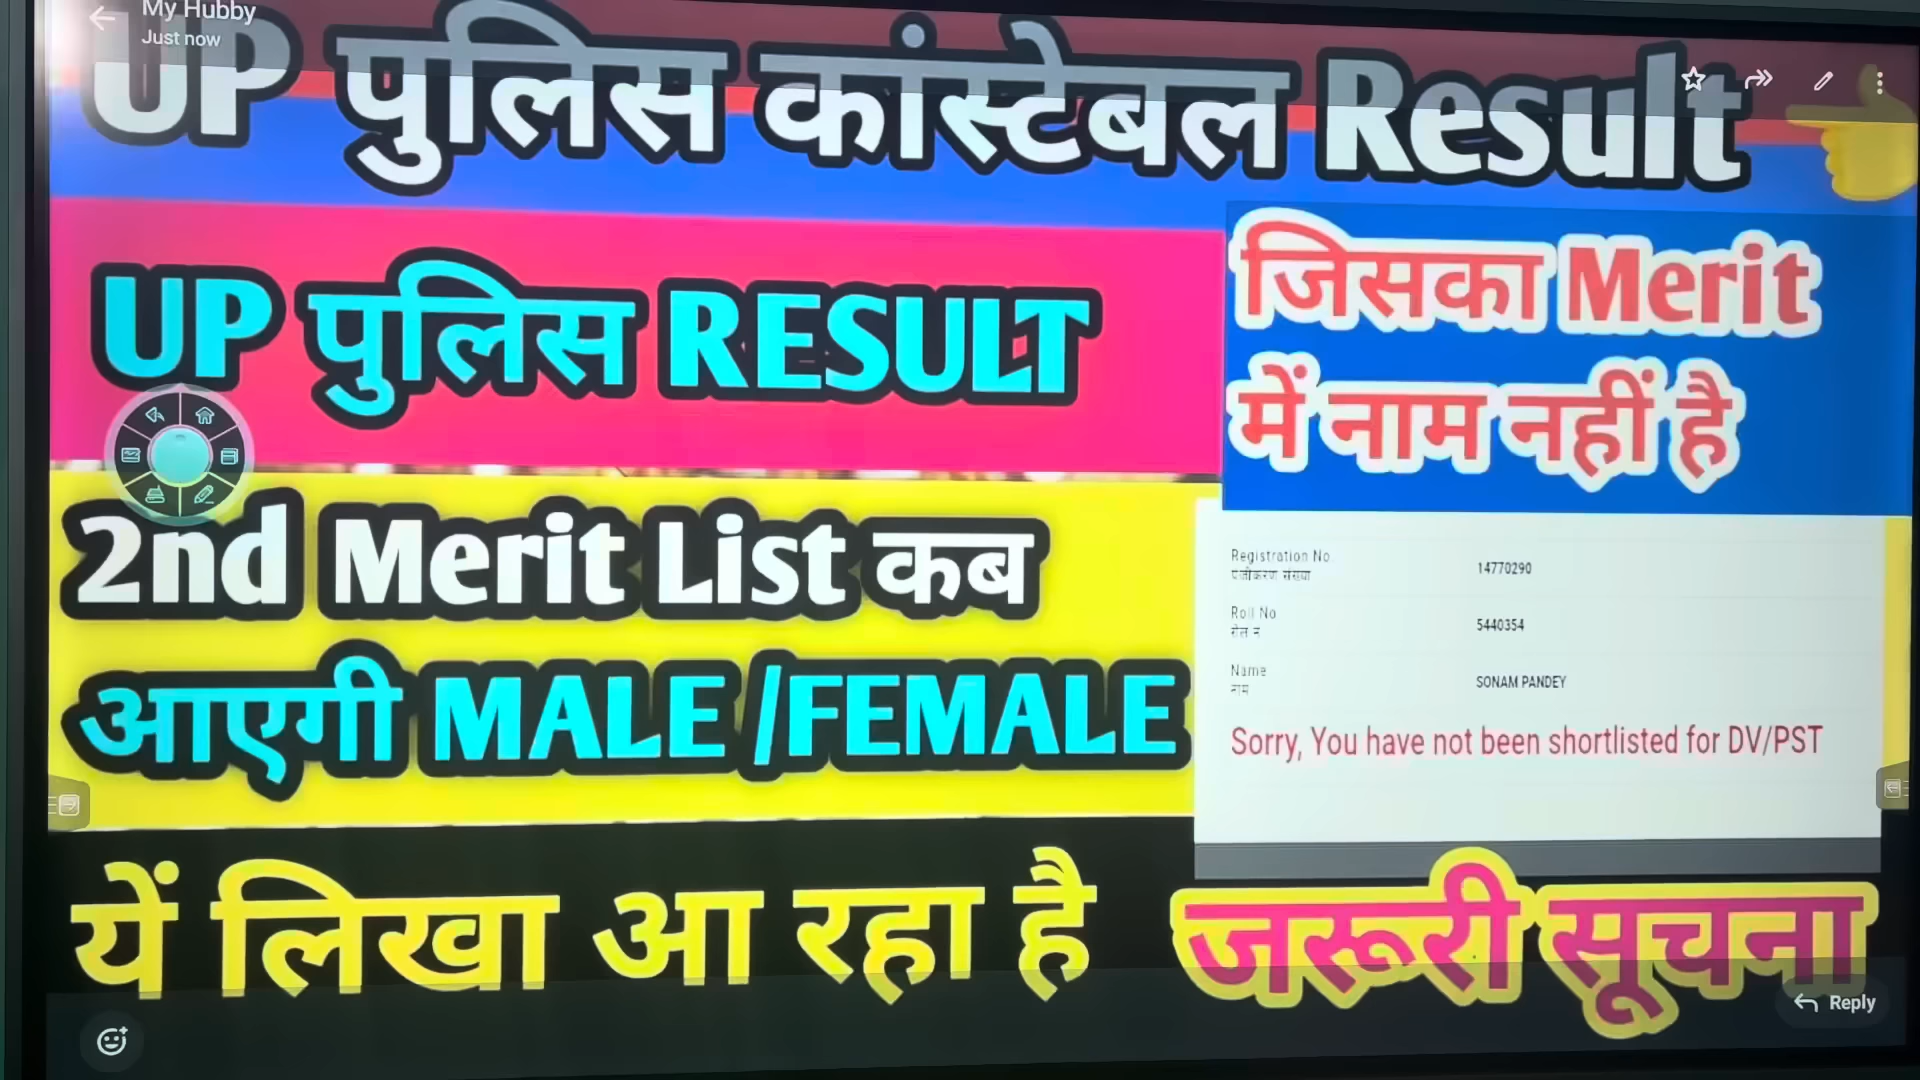 My Hubby
Just now
UP पुलिस कांस्टेबल Result
UP पुलिस RESULT
जिसका Merit
में नाम नहीं है
2nd Merit List कब
आएगी MALE /FEMALE
Registration No.
पंजीकरण संख्या
14770290
Roll No
रोल न
5440354
Name
नाम
SONAM PANDEY
Sorry, You have not been shortlisted for DV/PST
यें लिखा आ रहा है
जरूरी सूचना
Reply